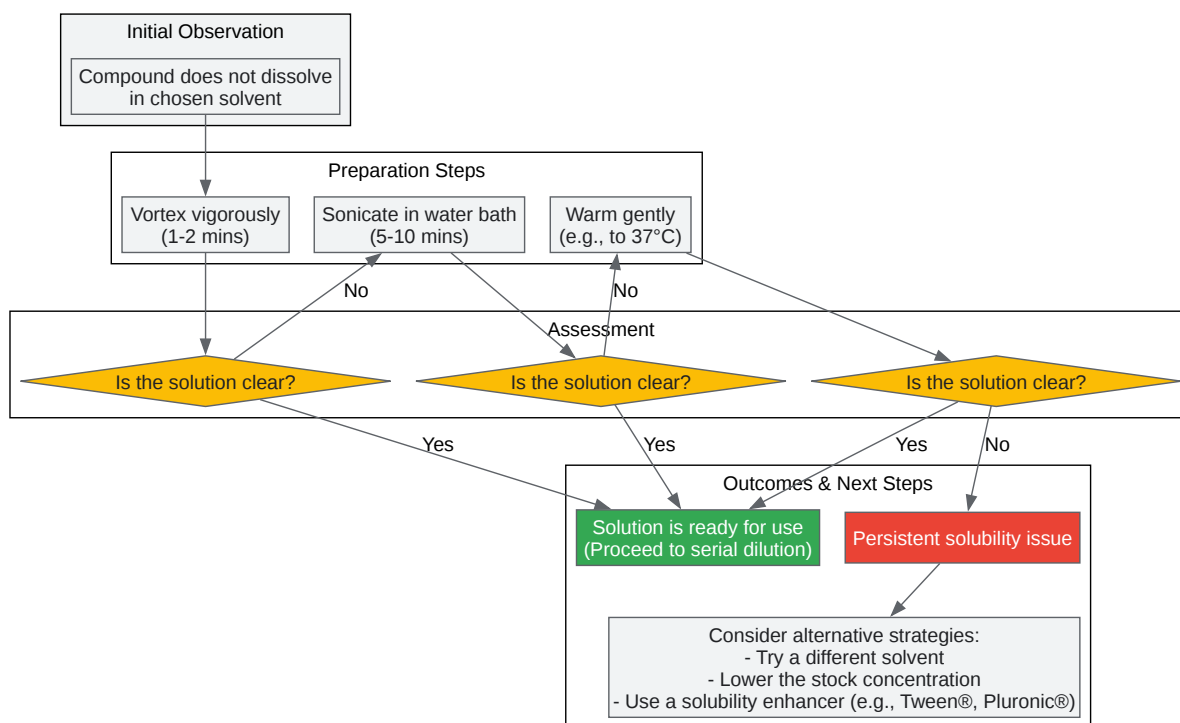 Initial Observation
Compound does not dissolve
in chosen solvent
Preparation Steps
Vortex vigorously
(1-2 mins)
Sonicate in water bath
(5-10 mins)
Warm gently
(e.g., to 37°C)
No
No
Assessment
Is the solution clear?
Is the solution clear?
Is the solution clear?
Yes
Yes
Yes
No
Outcomes & Next Steps
Solution is ready for use
(Proceed to serial dilution)
Persistent solubility issue
Consider alternative strategies:
- Try a different solvent
- Lower the stock concentration
- Use a solubility enhancer (e.g., Tween®, Pluronic®)